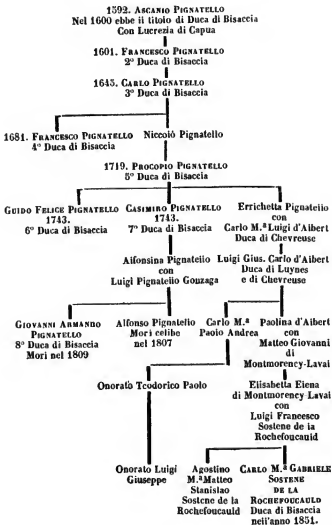 1592. ASCANIO PIGNATELLO
Nel 1600 ebbe il titolo di Duca di Bisaccia
Con Lucrezia di Capua
1601. FRANCESCO PIGNATELLO
2° Duca di Bisaccia
1645. CARLO PIGNATELLO
3° Duca di Bisaccia
1681. FRANCESCO PIGNATELLO
4° Duca di Bisaccia
Niccolò Pignatello
1719. PROCOPIO PIGNATELLO
5° Duca di Bisaccia
GUIDO FELICE PIGNATELLO
1743.
6° Duca di Bisaccia
CASIMIRO PIGNATELLO
1743.
7° Duca di Bisaccia
Errichetta Pignatello
con
Carlo M.ª Luigi d'Albert
Duca di Chevreuse
Alfonsina Pignatello
con
Luigi Pignatello Gonzaga
Luigi Gius. Carlo d'Albert
Duca di Luynes
e di Chevreuse
GIOVANNI ARMANDO
PIGNATELLO
8° Duca di Bisaccia
Morì nel 1809
Alfonso Pignatello
Morì celibe
nel 1807
Carlo M.ª
Paolo Andrea
Paolina d'Albert
con
Matteo Giovanni
di
Montmorency-Laval
Onorato Teodorico Paolo
Elisabetta Elena
di Montmorency-Laval
con
Luigi Francesco
Sostene de la
Rochefoucauld
Onorato Luigi
Giuseppe
Agostino
M.ª Matteo
Stanislao
Sostene de la
Rochefoucauld
CARLO M.ª GABRIELE
SOSTENE
DE LA
ROCHEFOUCAULD
Duca di Bisaccia
nell'anno 1851.